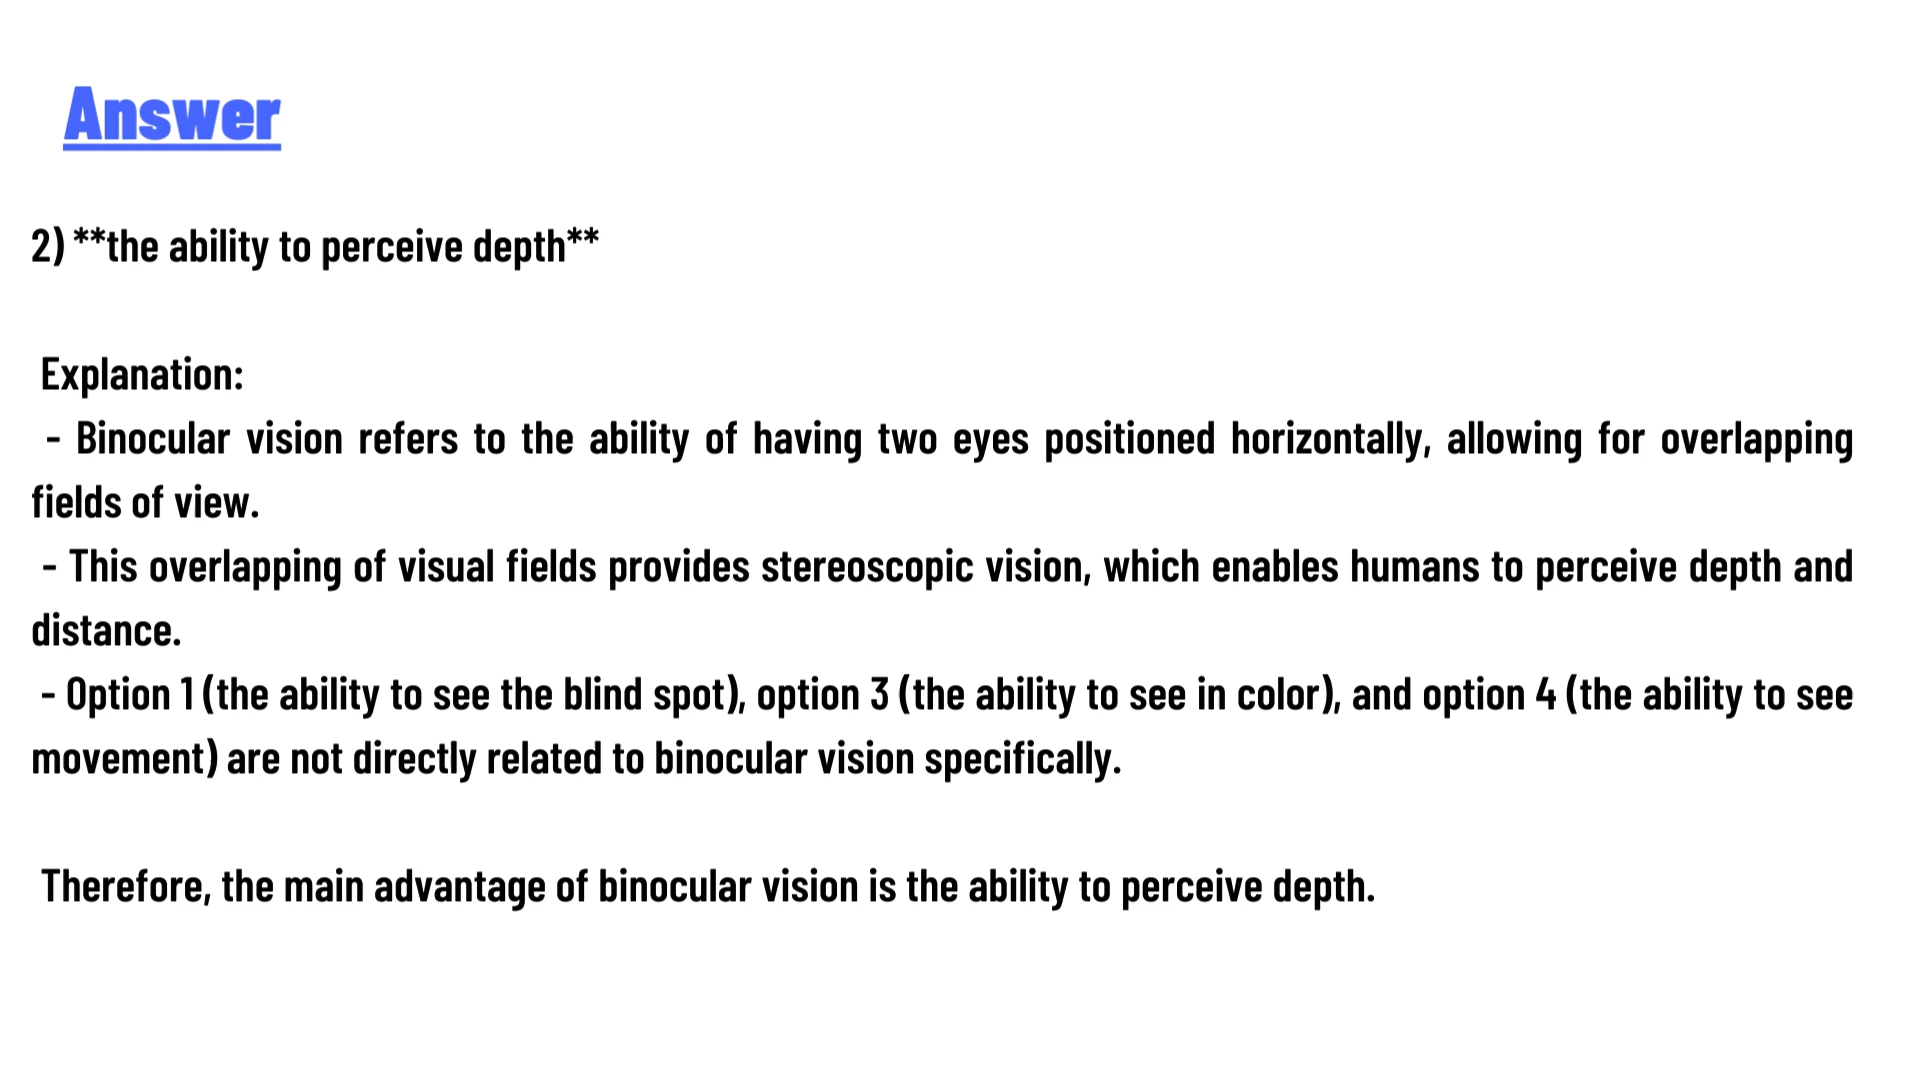 Answer
2) **the ability to perceive depth**
Explanation:
- Binocular vision refers to the ability of having two eyes positioned horizontally, allowing for overlapping
fields of view.
- This overlapping of visual fields provides stereoscopic vision, which enables humans to perceive depth and
distance.
- Option 1 (the ability to see the blind spot), option 3 (the ability to see in color), and option 4 (the ability to see
movement) are not directly related to binocular vision specifically.
Therefore, the main advantage of binocular vision is the ability to perceive depth.